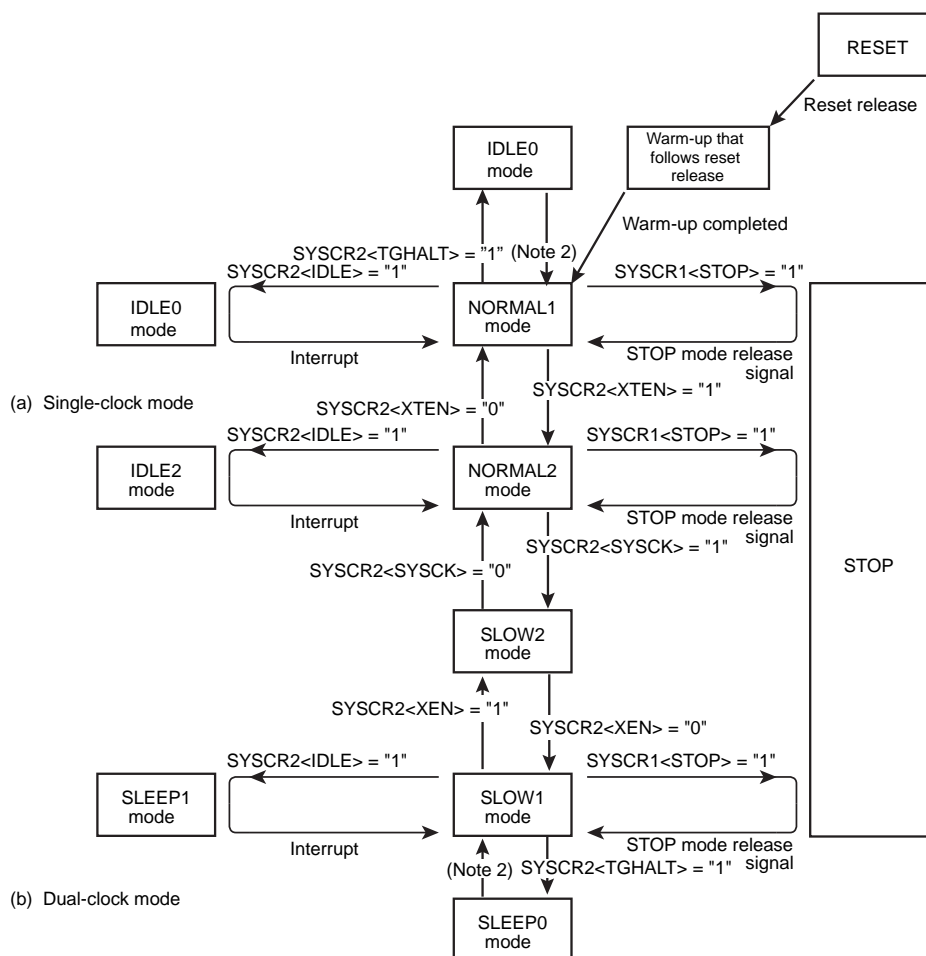 RESET
Reset release
IDLE0
mode
Warm-up that
follows reset
release
Warm-up completed
SYSCR2<TGHALT> = "1"
(Note 2)
SYSCR2<IDLE> = "1"
SYSCR1<STOP> = "1"
IDLE0
mode
NORMAL1
mode
Interrupt
STOP mode release
signal
SYSCR2<XTEN> = "1"
(a) Single-clock mode
SYSCR2<XTEN> = "0"
SYSCR2<IDLE> = "1"
SYSCR1<STOP> = "1"
IDLE2
mode
NORMAL2
mode
Interrupt
STOP mode release
signal
SYSCR2<SYSCK> = "1"
SYSCR2<SYSCK> = "0"
STOP
SLOW2
mode
SYSCR2<XEN> = "1"
SYSCR2<XEN> = "0"
SYSCR2<IDLE> = "1"
SYSCR1<STOP> = "1"
SLEEP1
mode
SLOW1
mode
Interrupt
STOP mode release
signal
(Note 2)
SYSCR2<TGHALT> = "1"
(b) Dual-clock mode
SLEEP0
mode